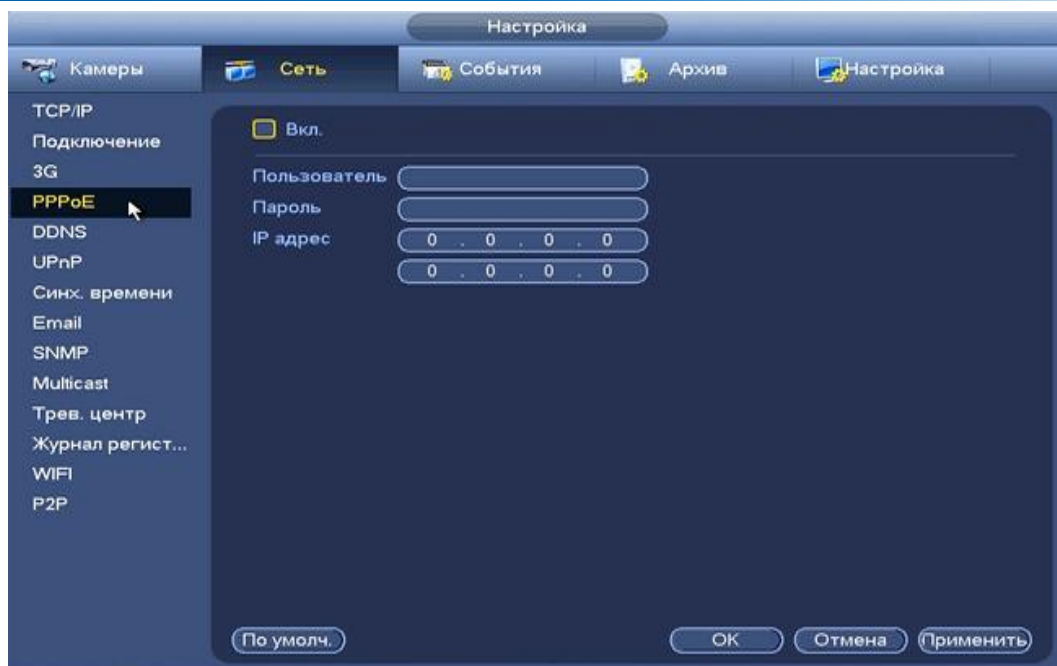 Настройка
Камеры Сеть События Архив Настройка
TCP/IP
Подключение
3G
PPPoE
DDNS
UPnP
Синх. времени
Email
SNMP
Multicast
Трев. центр
Журнал регист...
WIFI
P2P
Вкл.
Пользователь
Пароль
IP адрес 0 . 0 . 0 . 0
0 . 0 . 0 . 0
По умолч. OK Отмена Применить